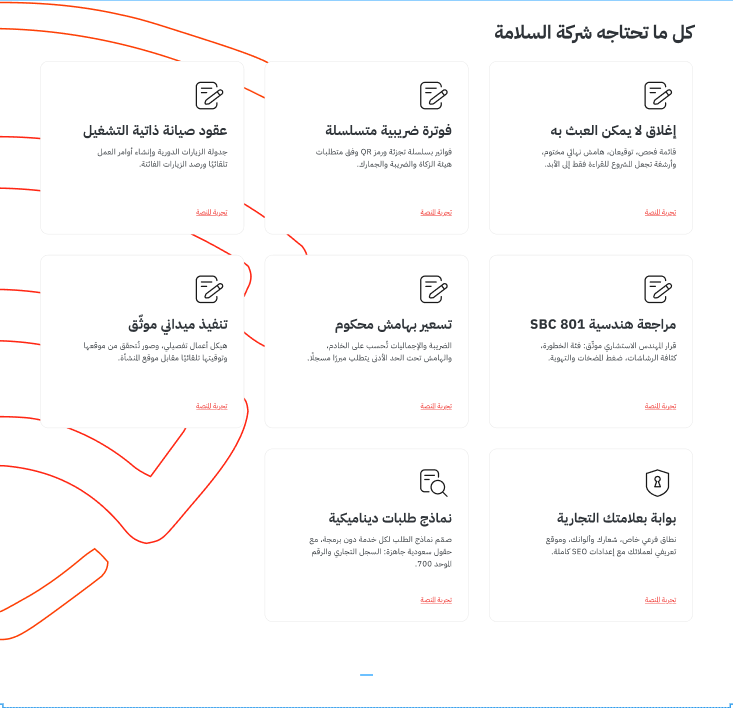 كل ما تحتاجه شركة السلامة
إغلاق لا يمكن العبث به
قائمة فحص، توقيعان، هامش نهائي مختوم،
وأرشفة تجعل المشروع للقراءة فقط إلى الأبد.
تجربة المنصة
فوترة ضريبية متسلسلة
فواتير بسلسلة تجزئة ورمز QR وفق متطلبات
هيئة الزكاة والضريبة والجمارك.
تجربة المنصة
عقود صيانة ذاتية التشغيل
جدولة الزيارات الدورية وإنشاء أوامر العمل
تلقائيًا ورصد الزيارات الفائتة.
تجربة المنصة
مراجعة هندسية SBC 801
قرار المهندس الاستشاري موثّق: فئة الخطورة،
كثافة الرشاشات، ضغط المضخات والتهوية.
تجربة المنصة
تسعير بهامش محكوم
الضريبة والإجماليات تُحسب على الخادم،
والهامش تحت الحد الأدنى يتطلب مبررًا مسجلًا.
تجربة المنصة
تنفيذ ميداني موثّق
هيكل أعمال تفصيلي، وصور تُتحقق من موقعها
وتوقيتها تلقائيًا مقابل موقع المنشأة.
تجربة المنصة
بوابة بعلامتك التجارية
نطاق فرعي خاص، شعارك وألوانك، وموقع
تعريفي لعملائك مع إعدادات SEO كاملة.
تجربة المنصة
نماذج طلبات ديناميكية
صمّم نماذج الطلب لكل خدمة دون برمجة، مع
حقول سعودية جاهزة: السجل التجاري والرقم
الموحد 700.
تجربة المنصة